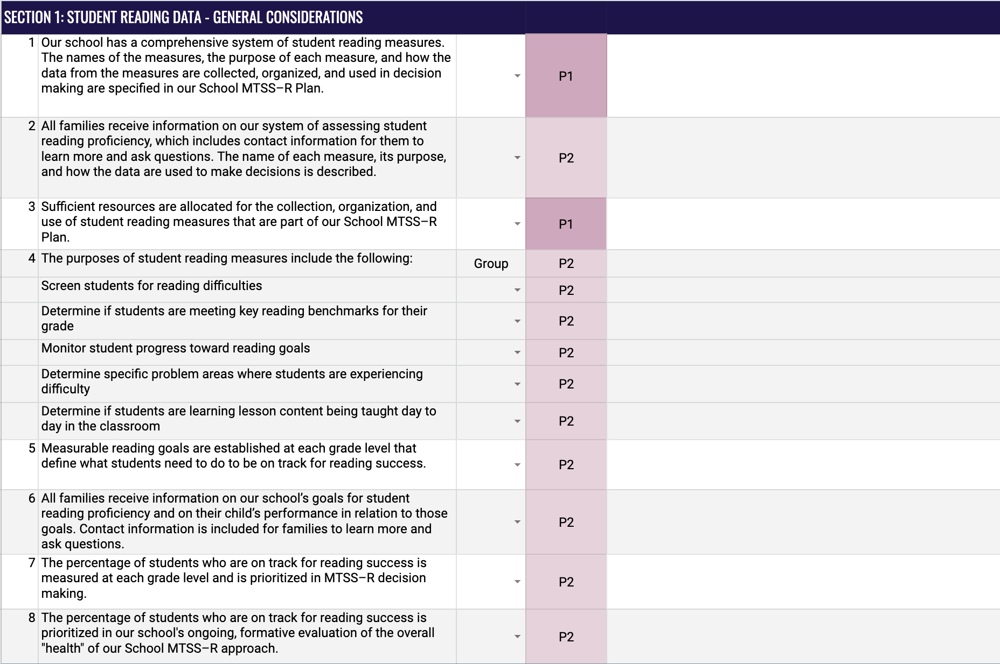 SECTION 1: STUDENT READING DATA - GENERAL CONSIDERATIONS
1 Our school has a comprehensive system of student reading measures.
The names of the measures, the purpose of each measure, and how the
data from the measures are collected, organized, and used in decision
making are specified in our School MTSS–R Plan.
P1
2 All families receive information on our system of assessing student
reading proficiency, which includes contact information for them to
learn more and ask questions. The name of each measure, its purpose,
and how the data are used to make decisions is described.
P2
3 Sufficient resources are allocated for the collection, organization, and
use of student reading measures that are part of our School MTSS–R
Plan.
P1
4 The purposes of student reading measures include the following: Group P2
Screen students for reading difficulties P2
Determine if students are meeting key reading benchmarks for their
grade
P2
Monitor student progress toward reading goals P2
Determine specific problem areas where students are experiencing
difficulty
P2
Determine if students are learning lesson content being taught day to
day in the classroom
P2
5 Measurable reading goals are established at each grade level that
define what students need to do to be on track for reading success.
P2
6 All families receive information on our school’s goals for student
reading proficiency and on their child’s performance in relation to those
goals. Contact information is included for families to learn more and
ask questions.
P2
7 The percentage of students who are on track for reading success is
measured at each grade level and is prioritized in MTSS–R decision
making.
P2
8 The percentage of students who are on track for reading success is
prioritized in our school's ongoing, formative evaluation of the overall
"health" of our School MTSS–R approach.
P2